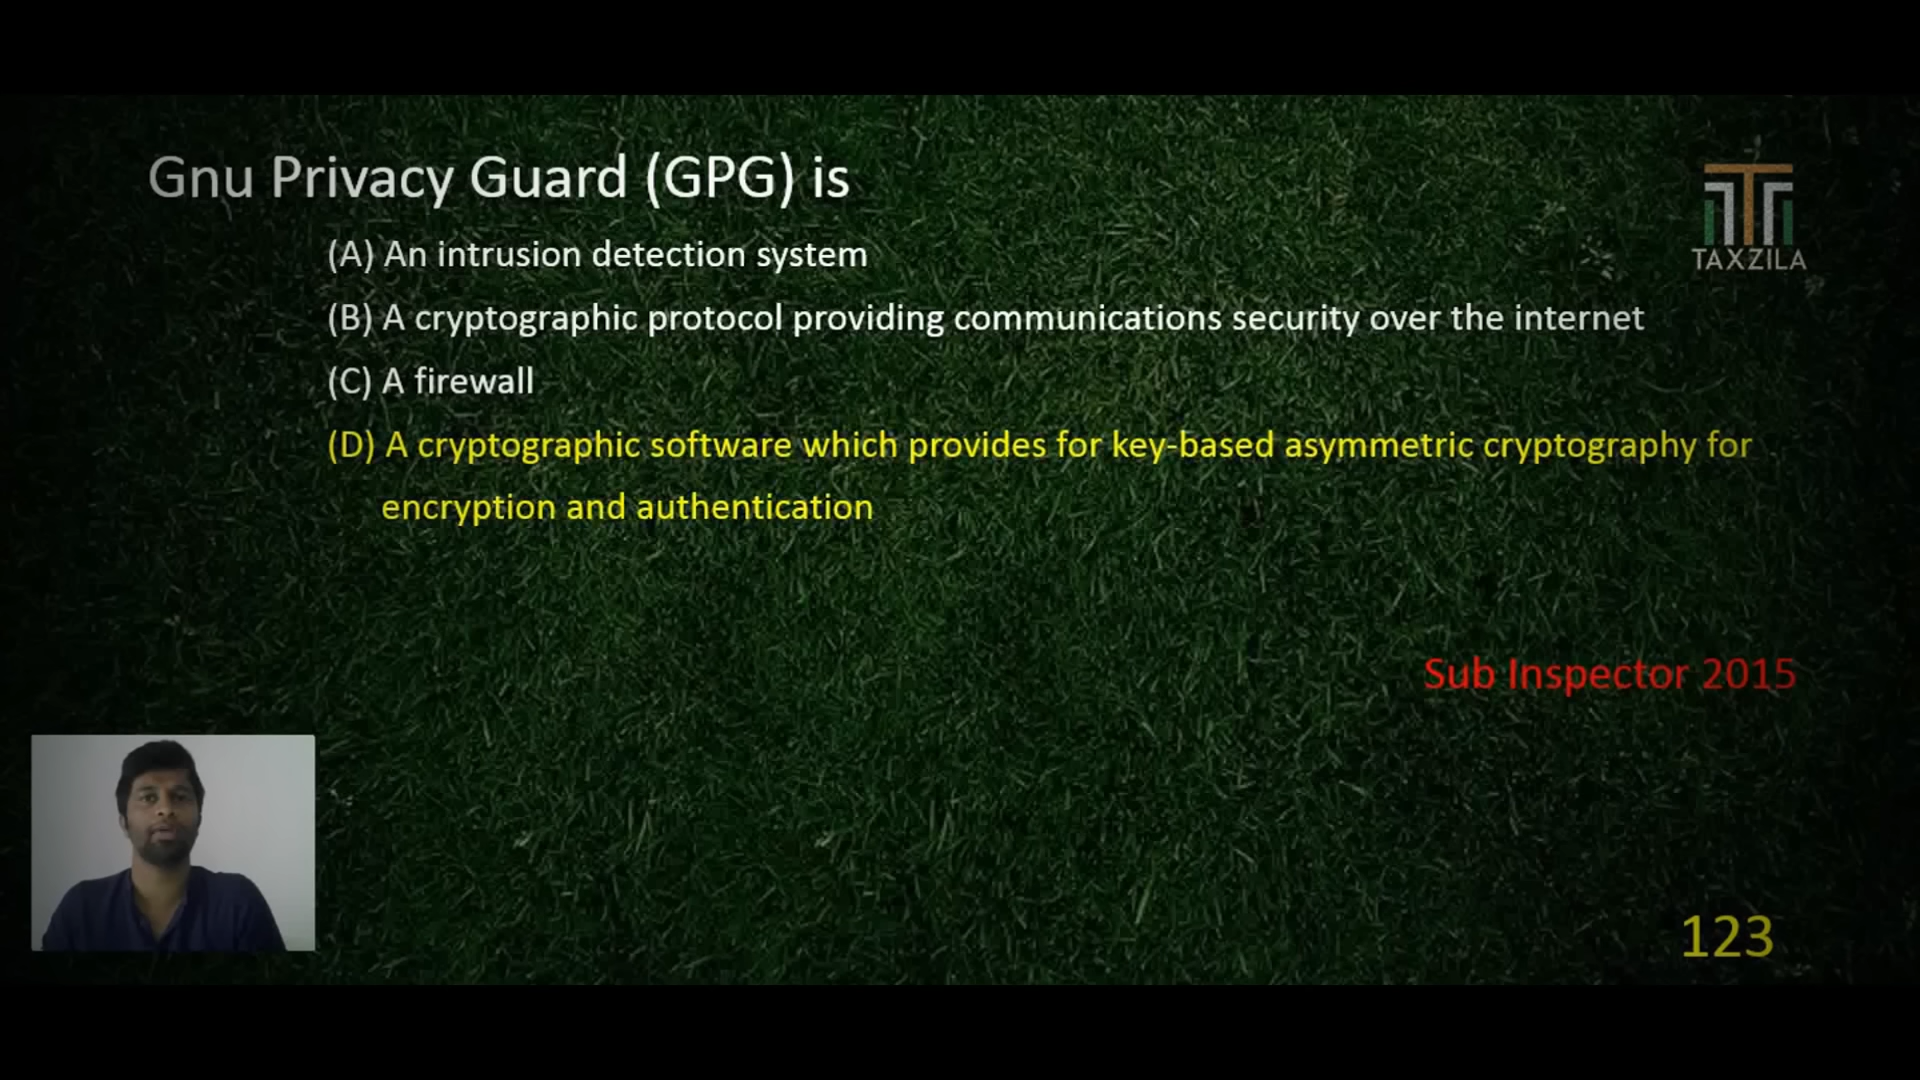 Gnu Privacy Guard (GPG) is
TAXZILA
(A) An intrusion detection system
(B) A cryptographic protocol providing communications security over the internet
(C) A firewall
(D) A cryptographic software which provides for key-based asymmetric cryptography for
encryption and authentication
Sub Inspector 2015
123